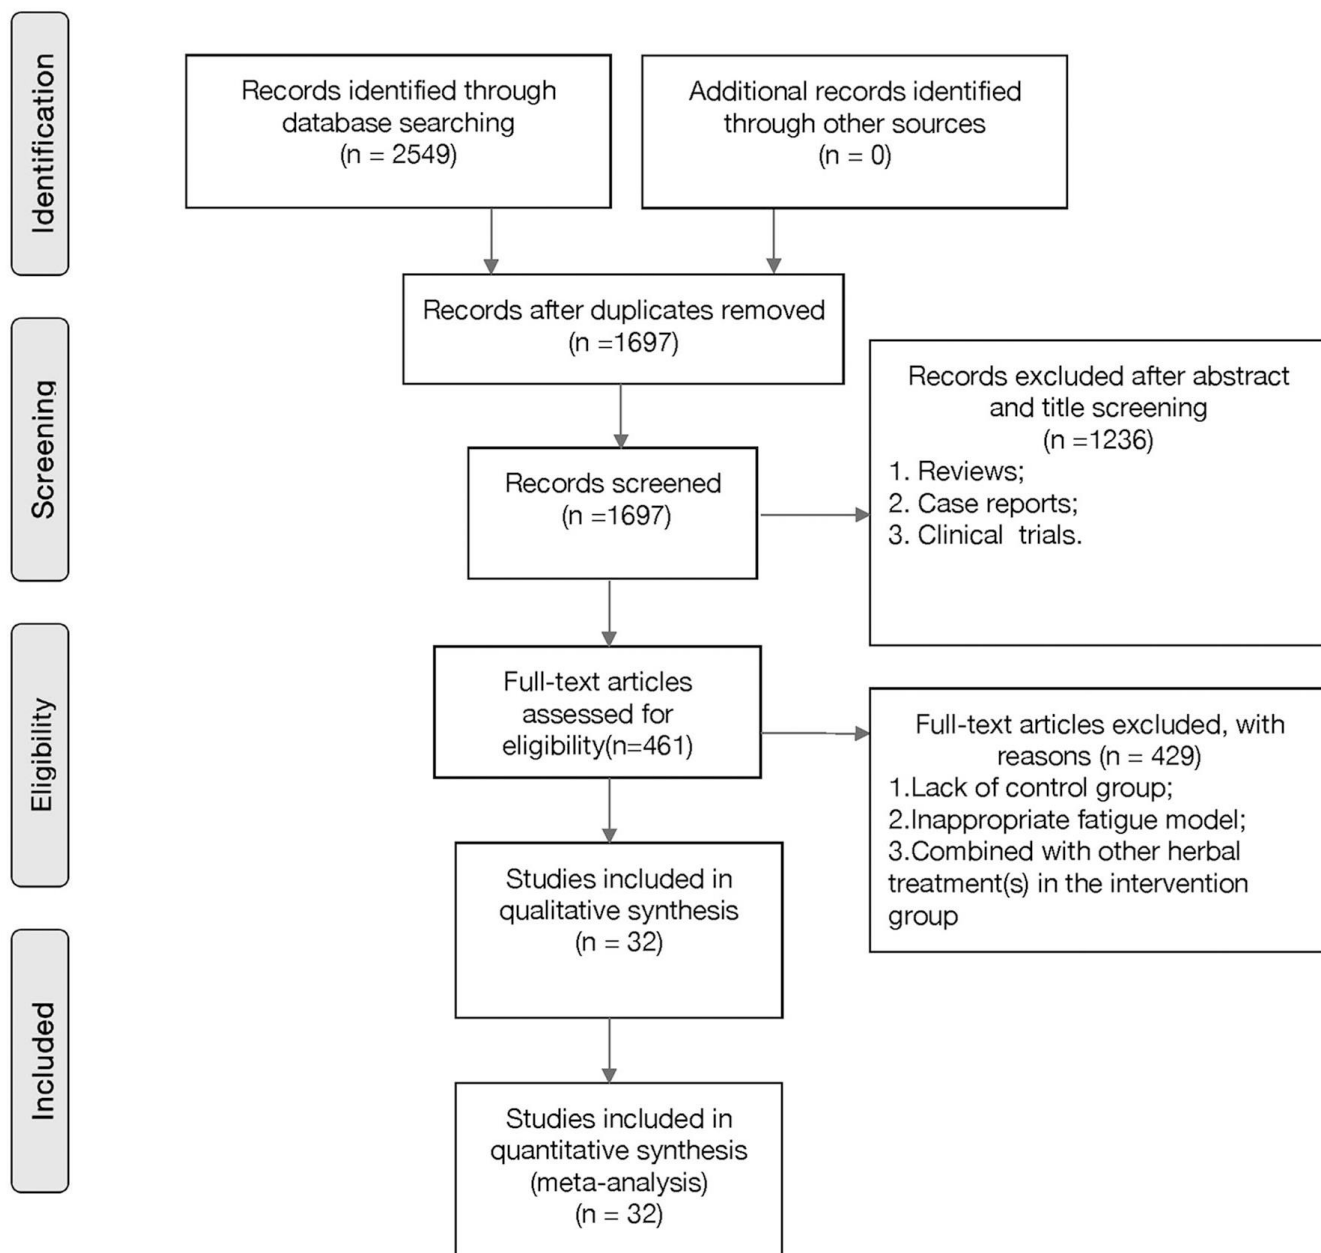 Identification
Records identified through
database searching
(n = 2549)
Additional records identified
through other sources
(n = 0)
Records after duplicates removed
(n =1697)
Screening
Records screened
(n =1697)
Records excluded after abstract
and title screening
(n =1236)
1. Reviews;
2. Case reports;
3. Clinical trials.
Eligibility
Full-text articles
assessed for
eligibility(n=461)
Full-text articles excluded, with
reasons (n = 429)
1.Lack of control group;
2.Inappropriate fatigue model;
3.Combined with other herbal
treatment(s) in the intervention
group
Studies included in
qualitative synthesis
(n = 32)
Included
Studies included in
quantitative synthesis
(meta-analysis)
(n = 32)